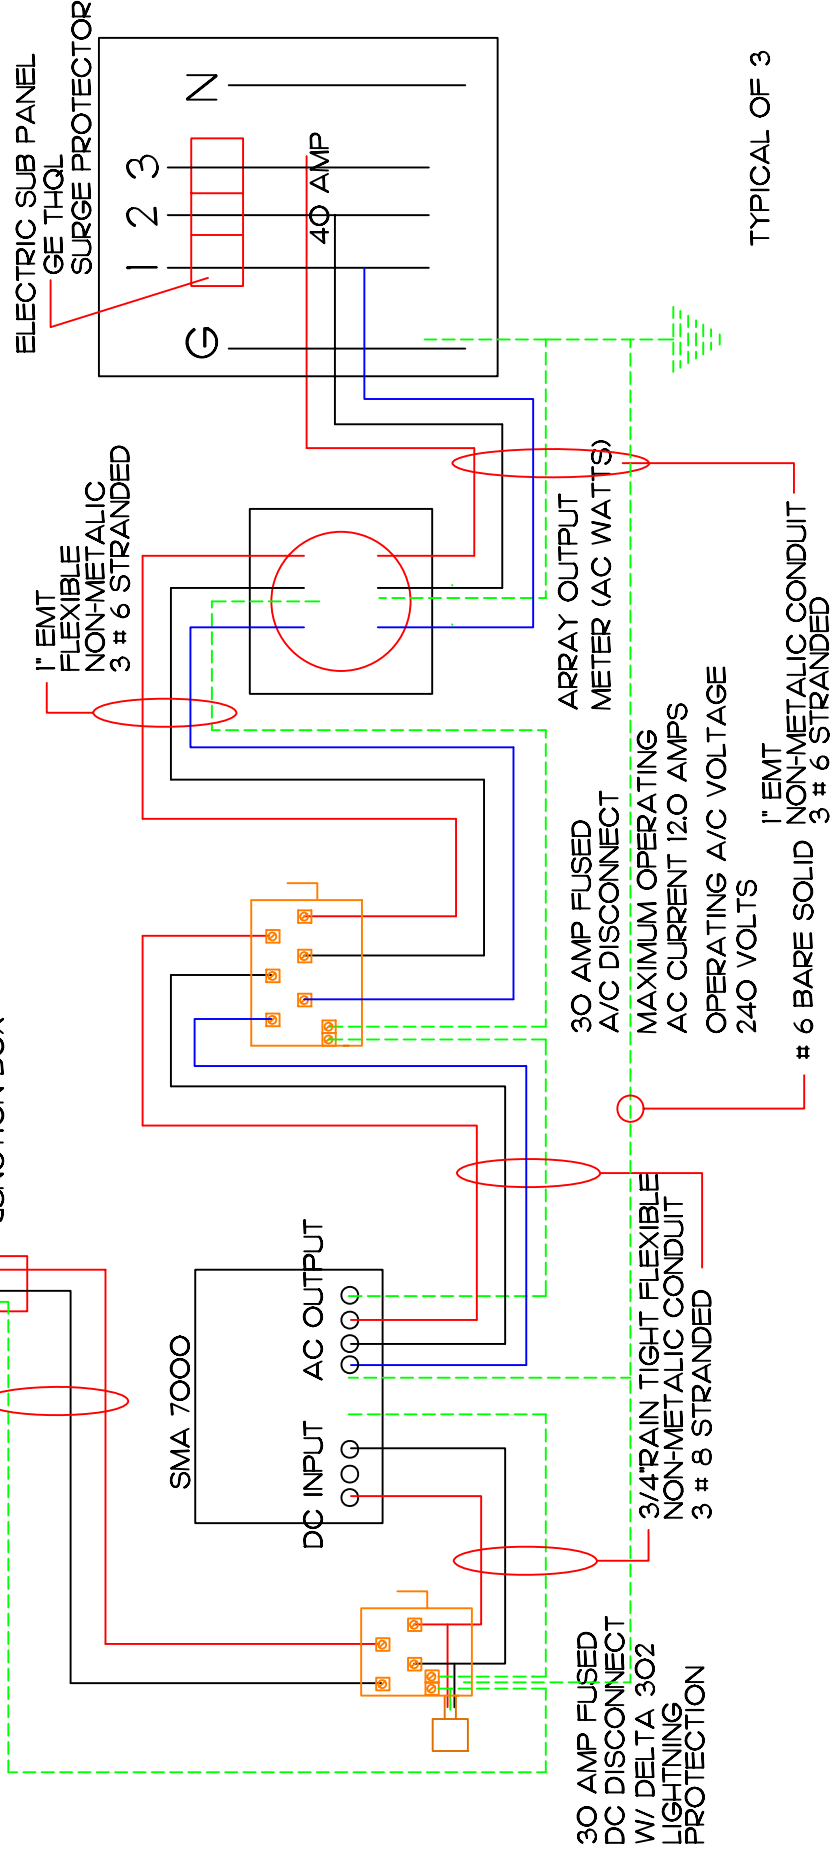 ELECTRIC SUB PANEL
GE THQL
SURGE PROTECTOR
N
1 2 3
40 AMP
G
TYPICAL OF 3
1" EMT
FLEXIBLE
NON-METALLIC
3 # 6 STRANDED
ARRAY OUTPUT
METER (AC WATTS)
1" EMT
NON-METALIC CONDUIT
3 # 6 STRANDED
30 AMP FUSED
A/C DISCONNECT
MAXIMUM OPERATING
AC CURRENT 12.0 AMPS
OPERATING A/C VOLTAGE
240 VOLTS
# 6 BARE SOLID
SMA 7000
DC INPUT
AC OUTPUT
3/4"RAIN TIGHT FLEXIBLE
NON-METALIC CONDUIT
3 # 8 STRANDED
30 AMP FUSED
DC DISCONNECT
W/ DELTA 302
LIGHTNING
PROTECTION